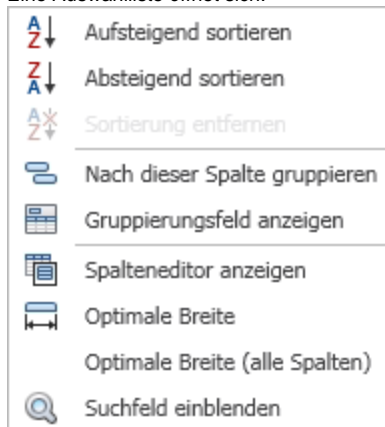 Eine Auswahlliste öffnet sich:
Aufsteigend sortieren
Absteigend sortieren
Sortierung entfernen
Nach dieser Spalte gruppieren
Gruppierungsfeld anzeigen
Spalteneditor anzeigen
Optimale Breite
Optimale Breite (alle Spalten)
Suchfeld einblenden